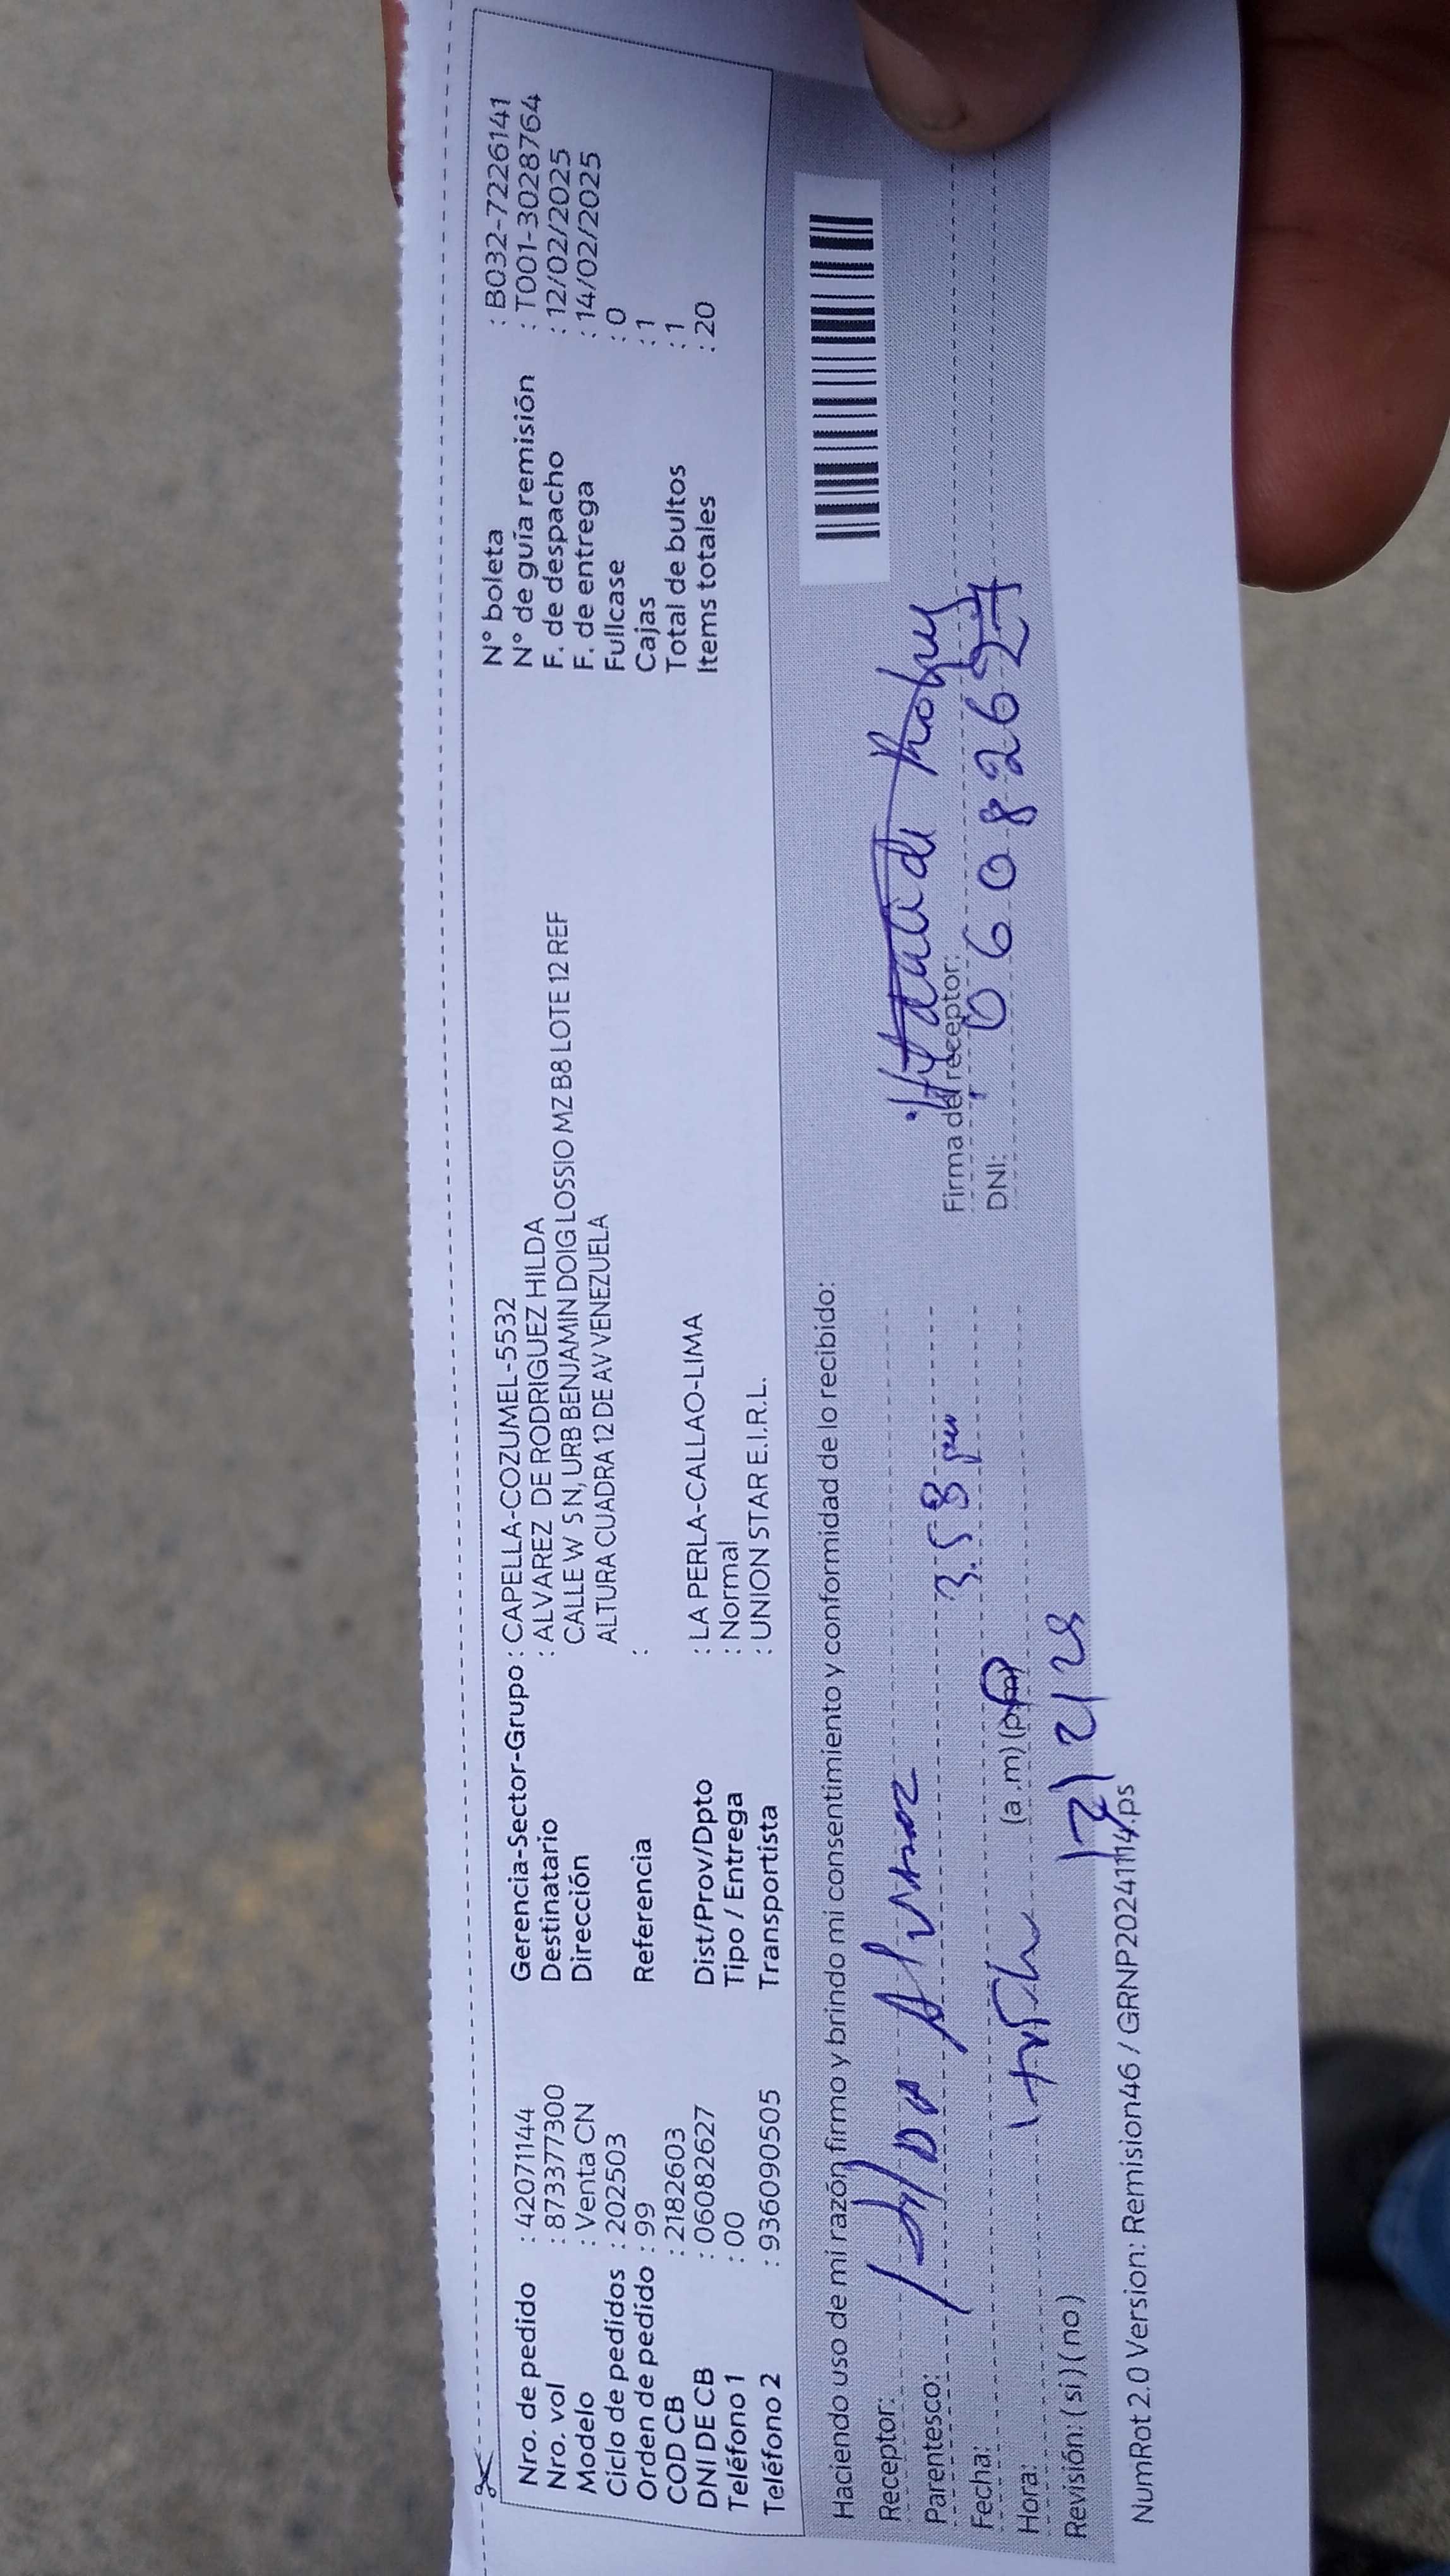 Nro. de pedido : 42071144 Gerencia-Sector-Grupo : CAPELLA-COZUMEL-5532 N° boleta : B032-7226141
Nro. vol : 873377300 Destinatario : ALVAREZ DE RODRIGUEZ HILDA N° de guía remisión : T001-3028764
Modelo : Venta CN Dirección CALLE W S N, URB BENJAMIN DOIG LOSSIO MZ B8 LOTE 12 REF F. de despacho : 12/02/2025
Ciclo de pedidos : 202503 ALTURA CUADRA 12 DE AV VENEZUELA F. de entrega : 14/02/2025
Orden de pedido : 99 Referencia : Fullcase : 0
COD CB : 2182603 Cajas : 1
DNI DE CB : 06082627 Dist/Prov/Dpto : LA PERLA-CALLAO-LIMA Total de bultos : 1
Teléfono 1 : 00 Tipo / Entrega : Normal Items totales : 20
Teléfono 2 : 936090505 Transportista : UNION STAR E.I.R.L.
Haciendo uso de mi razón firmo y brindo mi consentimiento y conformidad de lo recibido:
Receptor:
Parentesco: 3.58 pm Firma del receptor:
Fecha: DNI: 06082627
Hora: (a .m) (p.m)
Revisión: ( si ) ( no )
NumRot 2.0 Version: Remision46 / GRNP20241114.ps